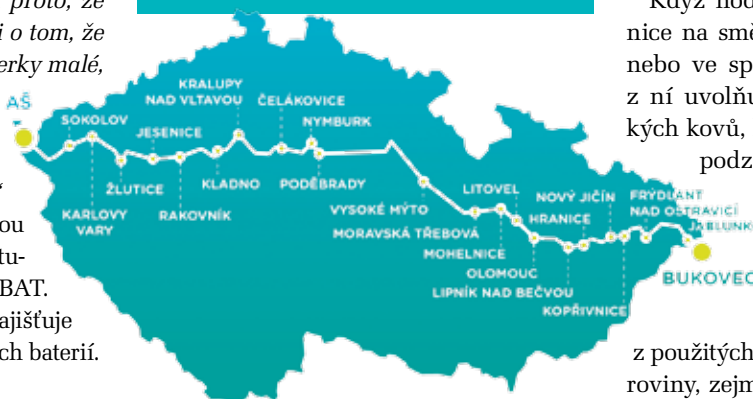 proto, že
i o tom, že
erky malé,
ou
tu-
BAT.
ajišťuje
ch baterií.
AŠ
SOKOLOV
KARLOVY
VARY
ŽLUTICE
JESENICE
RAKOVNÍK
KRALUPY
NAD VLTAVOU
KLADNO
ČELÁKOVICE
NYMBURK
PODĚBRADY
VYSOKÉ MÝTO
MORAVSKÁ TŘEBOVÁ
LITOVEL
MOHELNICE
OLOMOUC
HRANICE
LIPNÍK NAD BEČVOU
NOVÝ JIČÍN
KOPŘIVNICE
FRÝDLANT
NAD OSTRAVICÍ
JABLUNK
BUKOVEC
Když hod
nice na smě
nebo ve sp
z ní uvolňu
kých kovů,
podz
z použitých
roviny, zejm